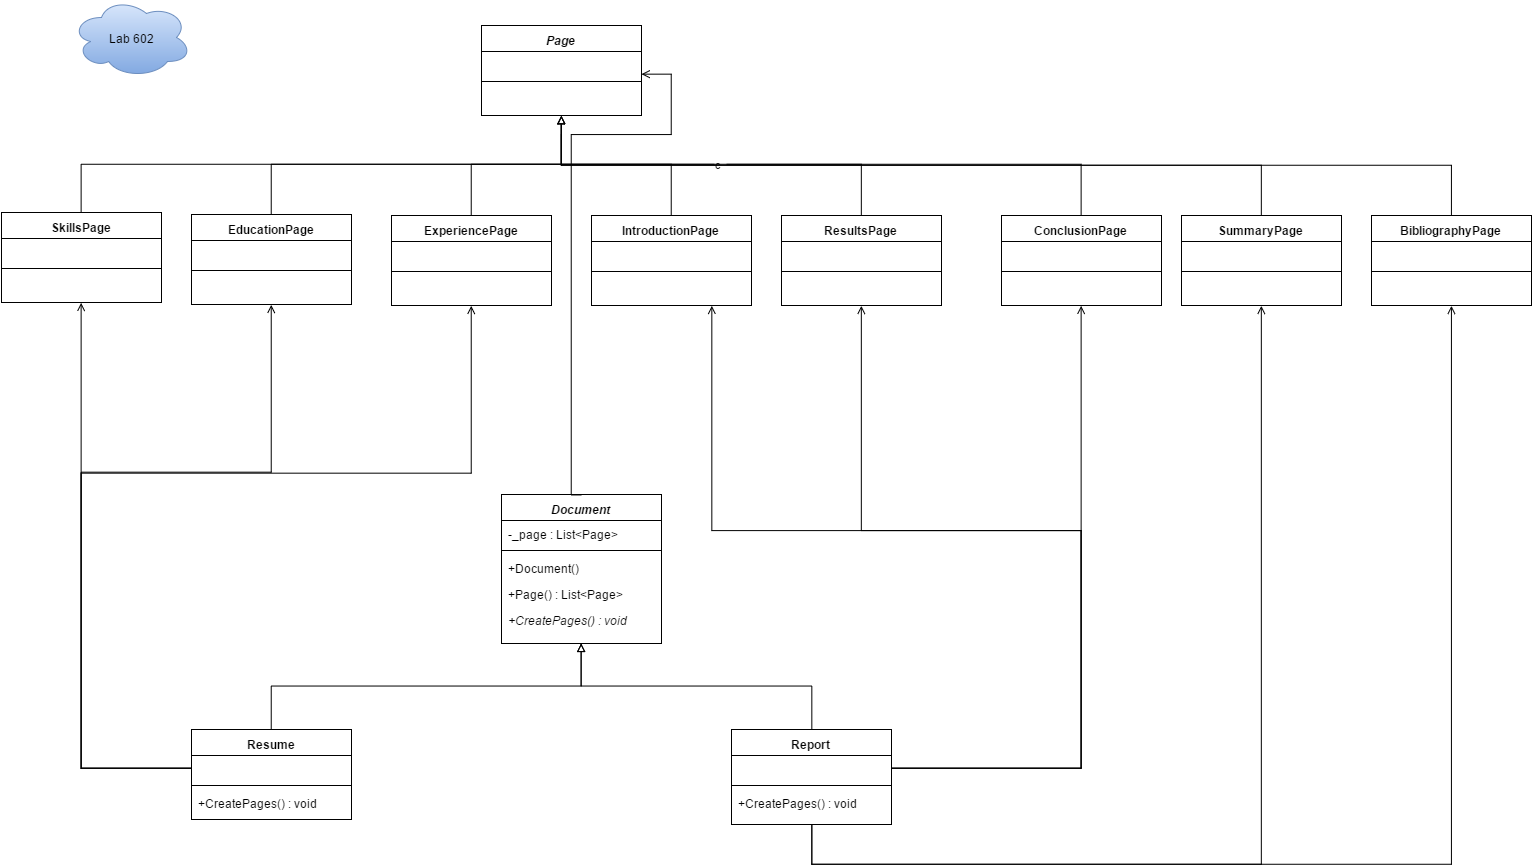 Lab 602
Page
c
SkillsPage
EducationPage
ExperiencePage
IntroductionPage
ResultsPage
ConclusionPage
SummaryPage
BibliographyPage
Document
-_page : List<Page>
+Document()
+Page() : List<Page>
+CreatePages() : void
Resume
+CreatePages() : void
Report
+CreatePages() : void